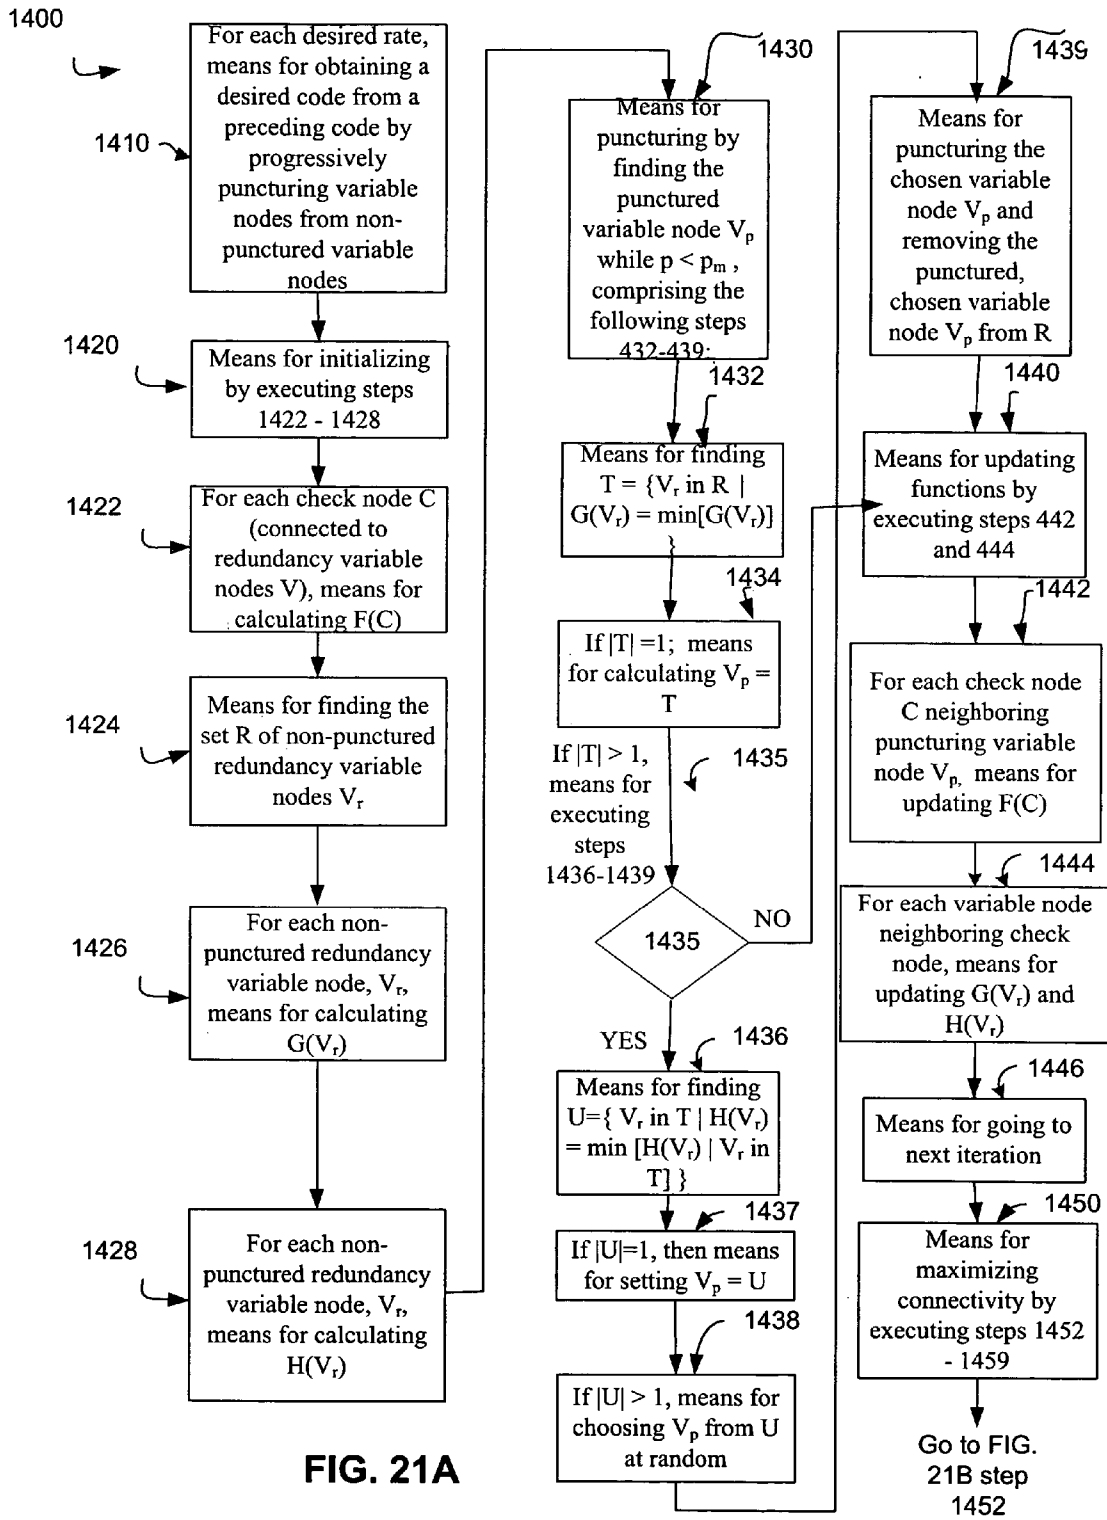 1400
For each desired rate,
means for obtaining a
desired code from a
preceding code by
progressively
puncturing variable
nodes from non-
punctured variable
nodes
1410
1420
Means for initializing
by executing steps
1422 - 1428
1422
For each check node C
(connected to
redundancy variable
nodes V), means for
calculating F(C)
1424
Means for finding the
set R of non-punctured
redundancy variable
nodes Vr
1426
For each non-
punctured redundancy
variable node, Vr,
means for calculating
G(Vr)
1428
For each non-
punctured redundancy
variable node, Vr,
means for calculating
H(Vr)
1430
Means for
puncturing by
finding the
punctured
variable node Vp
while p < pm ,
comprising the
following steps
432-439:
1432
Means for finding
T = {Vr in R |
G(Vr) = min[G(Vr)]
}
1434
If |T| =1; means
for calculating Vp =
T
If |T| > 1,
means for
executing
steps
1436-1439
1435
1435
NO
YES
1436
Means for finding
U={ Vr in T | H(Vr)
= min [H(Vr) | Vr in
T] }
1437
If |U|=1, then means
for setting Vp = U
1438
If |U| > 1, means for
choosing Vp from U
at random
1439
Means for
puncturing the
chosen variable
node Vp and
removing the
punctured,
chosen variable
node Vp from R
1440
Means for updating
functions by
executing steps 442
and 444
1442
For each check node
C neighboring
puncturing variable
node Vp, means for
updating F(C)
1444
For each variable node
neighboring check
node, means for
updating G(Vr) and
H(Vr)
1446
Means for going to
next iteration
1450
Means for
maximizing
connectivity by
executing steps 1452
- 1459
Go to FIG.
21B step
1452
FIG. 21A